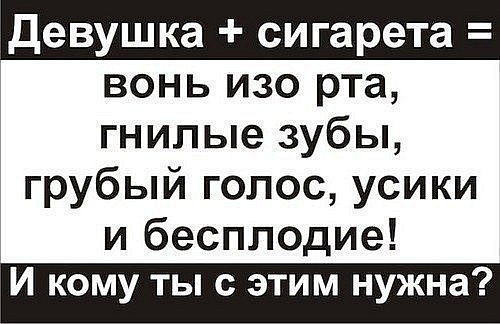 Девушка + сигарета =
вонь изо рта,
гнилые зубы,
грубый голос, усики
и бесплодие!
И кому ты с этим нужна?